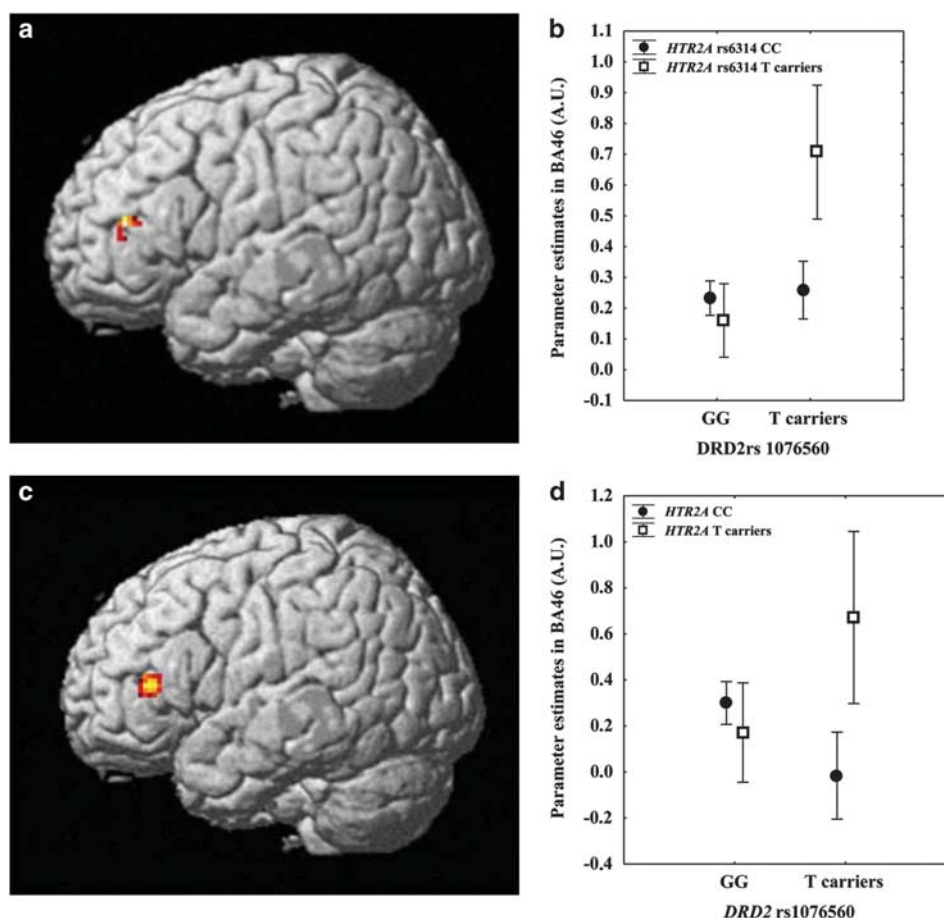 a
b
HTR2A rs6314 CC
HTR2A rs6314 T carriers
Parameter estimates in BA46 (A.U.)
1.1
1.0
0.9
0.8
0.7
0.6
0.5
0.4
0.3
0.2
0.1
0.0
-0.1
GG T carriers
DRD2rs 1076560
c
d
HTR2A CC
HTR2A T carriers
Parameter estimates in BA46 (A.U.)
1.2
1.0
0.8
0.6
0.4
0.2
0.0
-0.2
-0.4
GG T carriers
DRD2 rs1076560